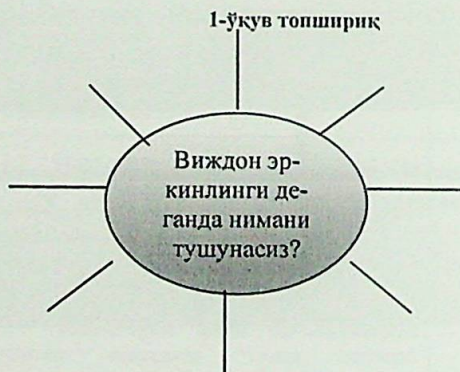 1-ўқув топшириқ
Виждон эр-
кинлинги де-
ганда нимани
тушунасиз?